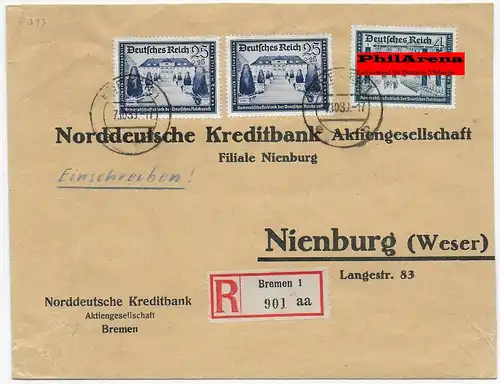 Deutsches Reich 25
Deutsches Reich 25
Deutsches Reich 4
PhilArena
Norddeutsche Kreditbank Aktiengesellschaft
Filiale Nienburg
Einschreiben!
Nienburg (Weser)
Langestr. 83
R
Bremen 1
901 aa
Norddeutsche Kreditbank
Aktiengesellschaft
Bremen